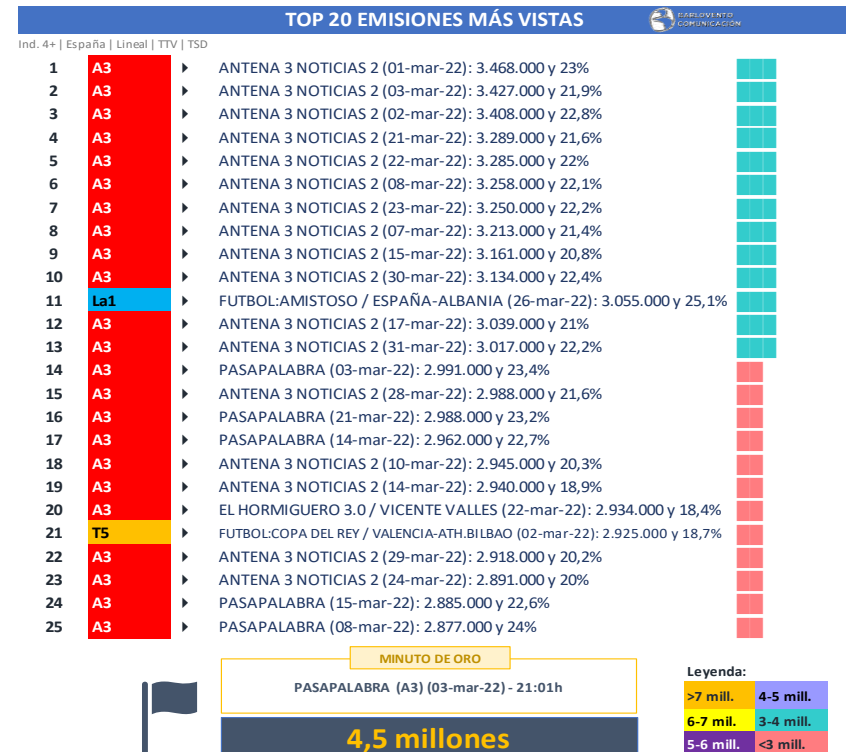 TOP 20 EMISIONES MÁS VISTAS
BARLOVENTO
COMUNICACIÓN
Ind. 4+ | España | Lineal | TTV | TSD
1 A3 ANTENA 3 NOTICIAS 2 (01-mar-22): 3.468.000 y 23%
2 A3 ANTENA 3 NOTICIAS 2 (03-mar-22): 3.427.000 y 21,9%
3 A3 ANTENA 3 NOTICIAS 2 (02-mar-22): 3.408.000 y 22,8%
4 A3 ANTENA 3 NOTICIAS 2 (21-mar-22): 3.289.000 y 21,6%
5 A3 ANTENA 3 NOTICIAS 2 (22-mar-22): 3.285.000 y 22%
6 A3 ANTENA 3 NOTICIAS 2 (08-mar-22): 3.258.000 y 22,1%
7 A3 ANTENA 3 NOTICIAS 2 (23-mar-22): 3.250.000 y 22,2%
8 A3 ANTENA 3 NOTICIAS 2 (07-mar-22): 3.213.000 y 21,4%
9 A3 ANTENA 3 NOTICIAS 2 (15-mar-22): 3.161.000 y 20,8%
10 A3 ANTENA 3 NOTICIAS 2 (30-mar-22): 3.134.000 y 22,4%
11 La1 FUTBOL:AMISTOSO / ESPAÑA-ALBANIA (26-mar-22): 3.055.000 y 25,1%
12 A3 ANTENA 3 NOTICIAS 2 (17-mar-22): 3.039.000 y 21%
13 A3 ANTENA 3 NOTICIAS 2 (31-mar-22): 3.017.000 y 22,2%
14 A3 PASAPALABRA (03-mar-22): 2.991.000 y 23,4%
15 A3 ANTENA 3 NOTICIAS 2 (28-mar-22): 2.988.000 y 21,6%
16 A3 PASAPALABRA (21-mar-22): 2.988.000 y 23,2%
17 A3 PASAPALABRA (14-mar-22): 2.962.000 y 22,7%
18 A3 ANTENA 3 NOTICIAS 2 (10-mar-22): 2.945.000 y 20,3%
19 A3 ANTENA 3 NOTICIAS 2 (14-mar-22): 2.940.000 y 18,9%
20 A3 EL HORMIGUERO 3.0 / VICENTE VALLES (22-mar-22): 2.934.000 y 18,4%
21 T5 FUTBOL:COPA DEL REY / VALENCIA-ATH.BILBAO (02-mar-22): 2.925.000 y 18,7%
22 A3 ANTENA 3 NOTICIAS 2 (29-mar-22): 2.918.000 y 20,2%
23 A3 ANTENA 3 NOTICIAS 2 (24-mar-22): 2.891.000 y 20%
24 A3 PASAPALABRA (15-mar-22): 2.885.000 y 22,6%
25 A3 PASAPALABRA (08-mar-22): 2.877.000 y 24%
MINUTO DE ORO
PASAPALABRA (A3) (03-mar-22) - 21:01h
4,5 millones
Leyenda:
>7 mill. 4-5 mill.
6-7 mil. 3-4 mill.
5-6 mill. <3 mill.